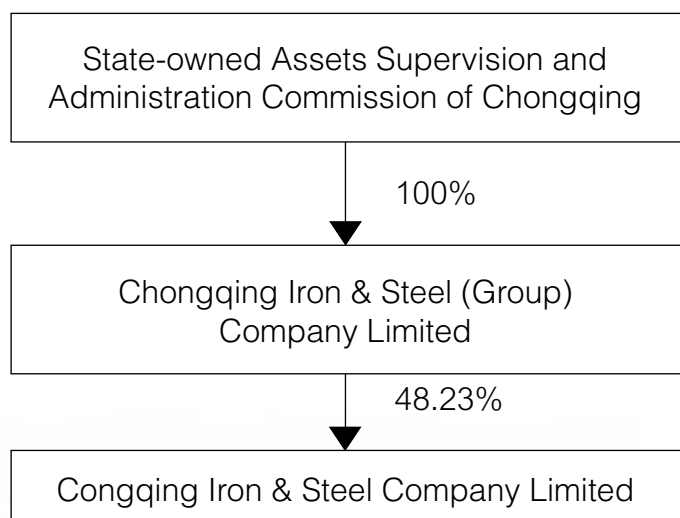 State-owned Assets Supervision and
Administration Commission of Chongqing
100%
Chongqing Iron & Steel (Group)
Company Limited
48.23%
Congqing Iron & Steel Company Limited